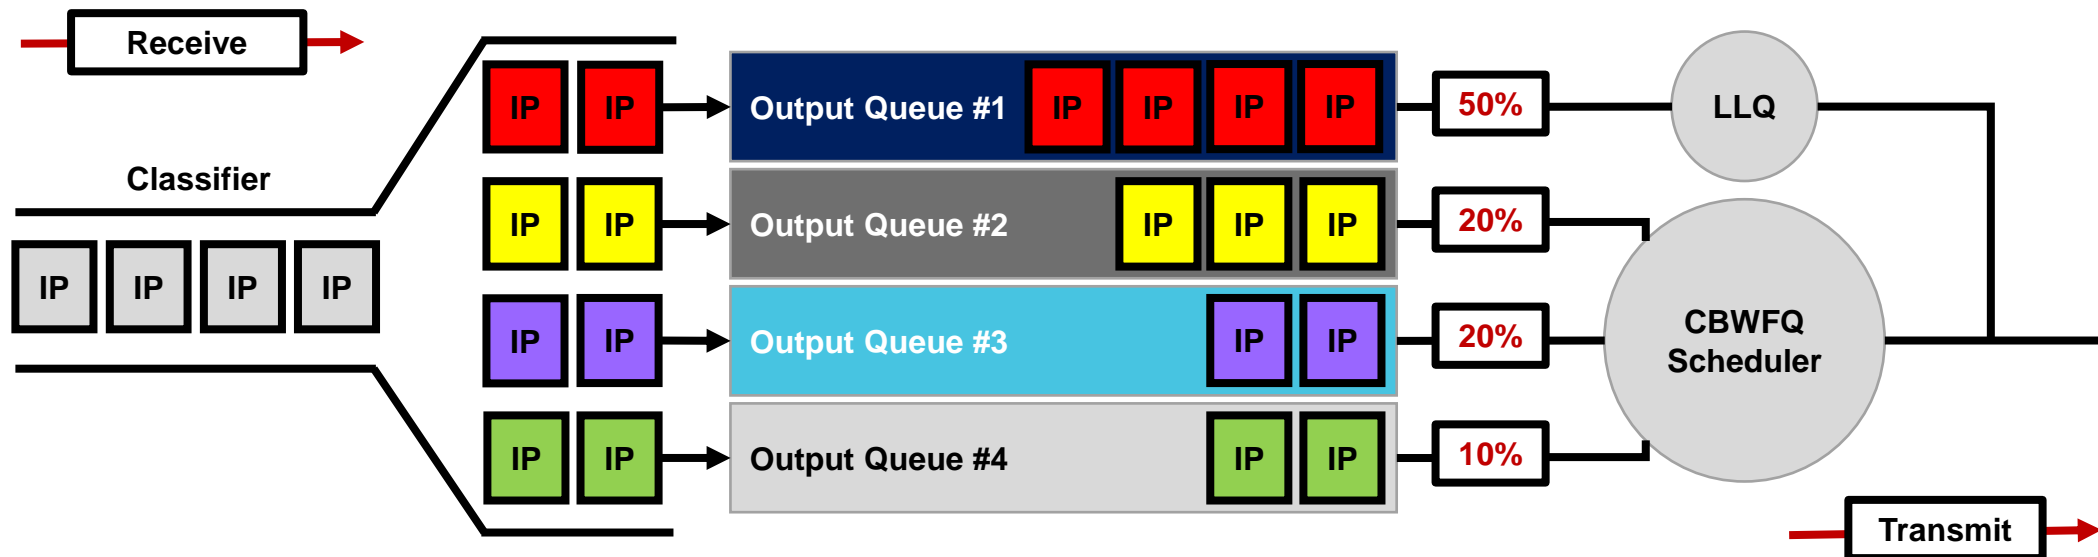 Receive
Classifier
IP IP IP IP
IP IP
Output Queue #1
IP IP IP IP
50%
LLQ
IP IP
Output Queue #2
IP IP IP
20%
IP IP
Output Queue #3
IP IP
20%
CBWFQ
Scheduler
IP IP
Output Queue #4
IP IP
10%
Transmit